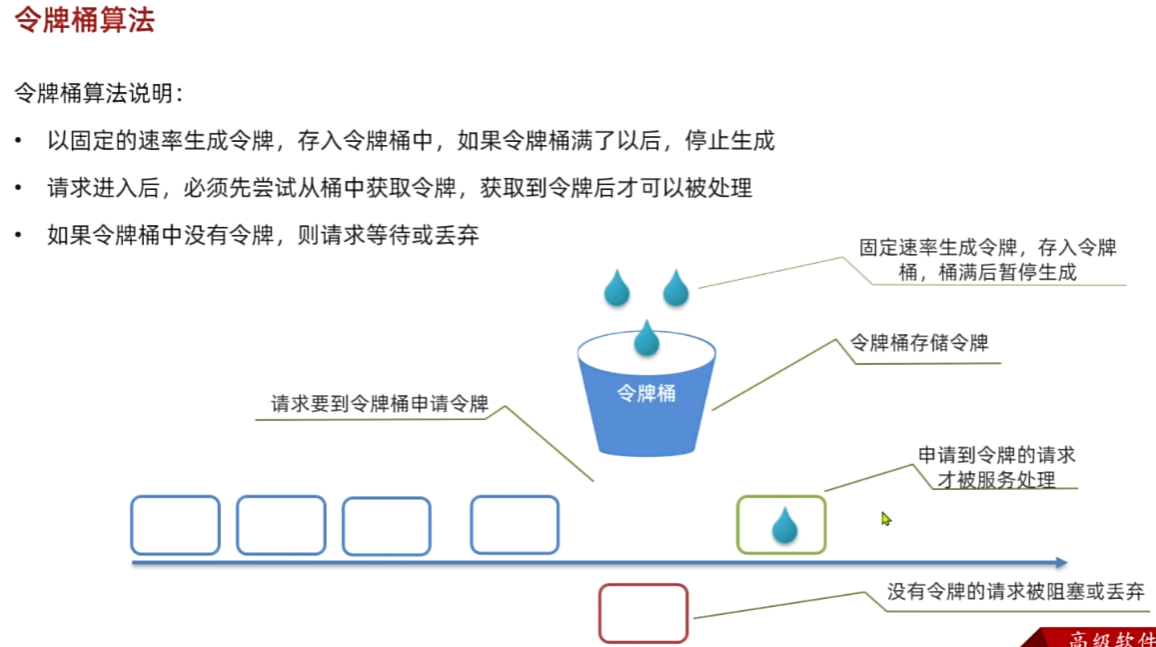 令牌桶算法
令牌桶算法说明：
• 以固定的速率生成令牌，存入令牌桶中，如果令牌桶满了以后，停止生成
• 请求进入后，必须先尝试从桶中获取令牌，获取到令牌后才可以被处理
• 如果令牌桶中没有令牌，则请求等待或丢弃
固定速率生成令牌，存入令牌
桶，桶满后暂停生成
令牌桶存储令牌
令牌桶
请求要到令牌桶申请令牌
申请到令牌的请求
才被服务处理
没有令牌的请求被阻塞或丢弃
高级软件